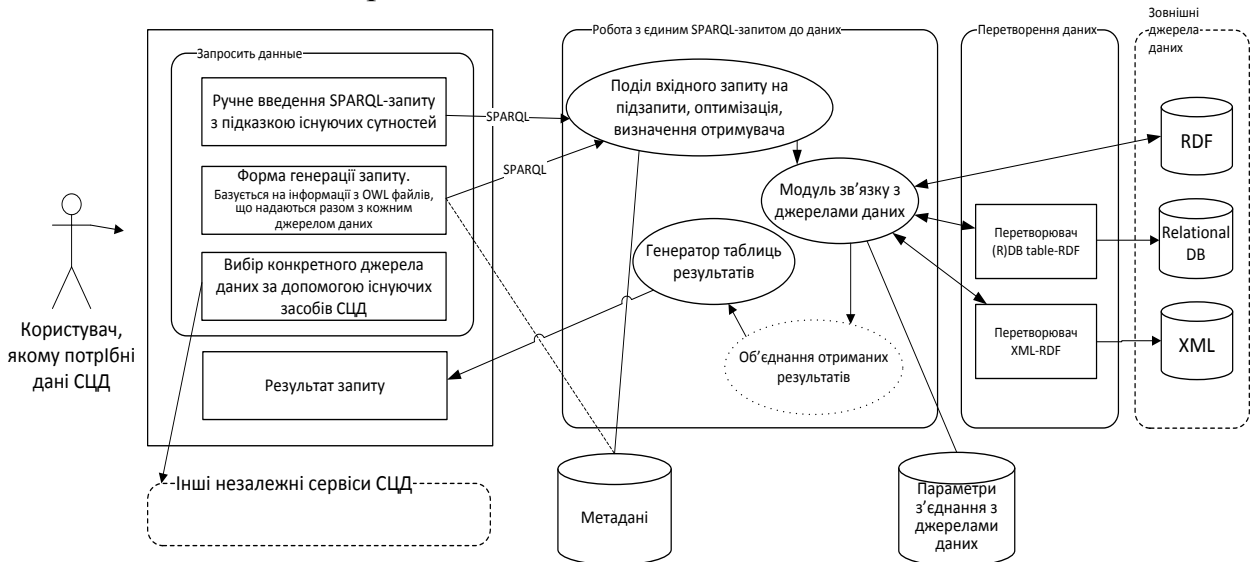 Запросить данные
Ручне введення SPARQL-запиту
з підказкою існуючих сутностей
Форма генерації запиту.
Базується на інформації з OWL файлів,
що надаються разом з кожним
джерелом даних
Вибір конкретного джерела
даних за допомогою існуючих
засобів СЦД
Результат запиту
Користувач,
якому потрІбні
дані СЦД
Інші незалежні сервіси СЦД
SPARQL
SPARQL
Робота з єдиним SPARQL-запитом до даних
Поділ вхідного запиту на
підзапити, оптимізація,
визначення отримувача
Модуль зв’язку з
джерелами даних
Генератор таблиць
результатів
Об’єднання отриманих
результатів
Метадані
Параметри
з’єднання з
джерелами
даних
Перетворення даних
Перетворювач
(R)DB table-RDF
Перетворювач
XML-RDF
Зовнішні
джерела
даних
RDF
Relational
DB
XML